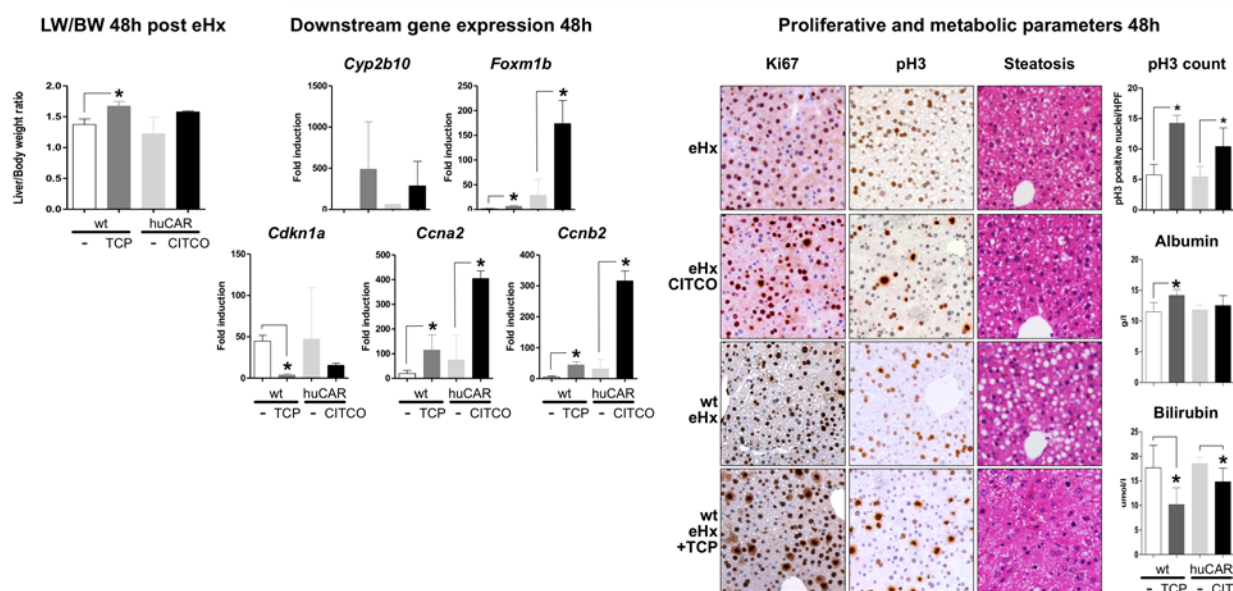 LW/BW 48h post eHx
Downstream gene expression 48h
Proliferative and metabolic parameters 48h
Liver/Body weight ratio
2.0
1.5
1.0
0.5
0.0
*
wt
huCAR
- TCP - CITCO
Cyp2b10
Fold induction
1500
1000
500
0
Foxm1b
Fold induction
250
200
150
100
50
0
*
*
Cdkn1a
Fold induction
150
100
50
0
*
wt
huCAR
- TCP - CITCO
Ccna2
Fold induction
500
400
300
200
100
0
*
*
wt
huCAR
- TCP - CITCO
Ccnb2
Fold induction
400
300
200
100
0
*
*
wt
huCAR
- TCP - CITCO
Ki67
pH3
Steatosis
eHx
eHx
CITCO
wt
eHx
wt
eHx
+TCP
pH3 count
pH3 positive nuclei/HPF
20
15
10
5
0
*
*
Albumin
g/l
20
15
10
5
0
*
Bilirubin
umol/l
25
20
15
10
5
0
*
*
wt
huCAR
- TCP - CIT